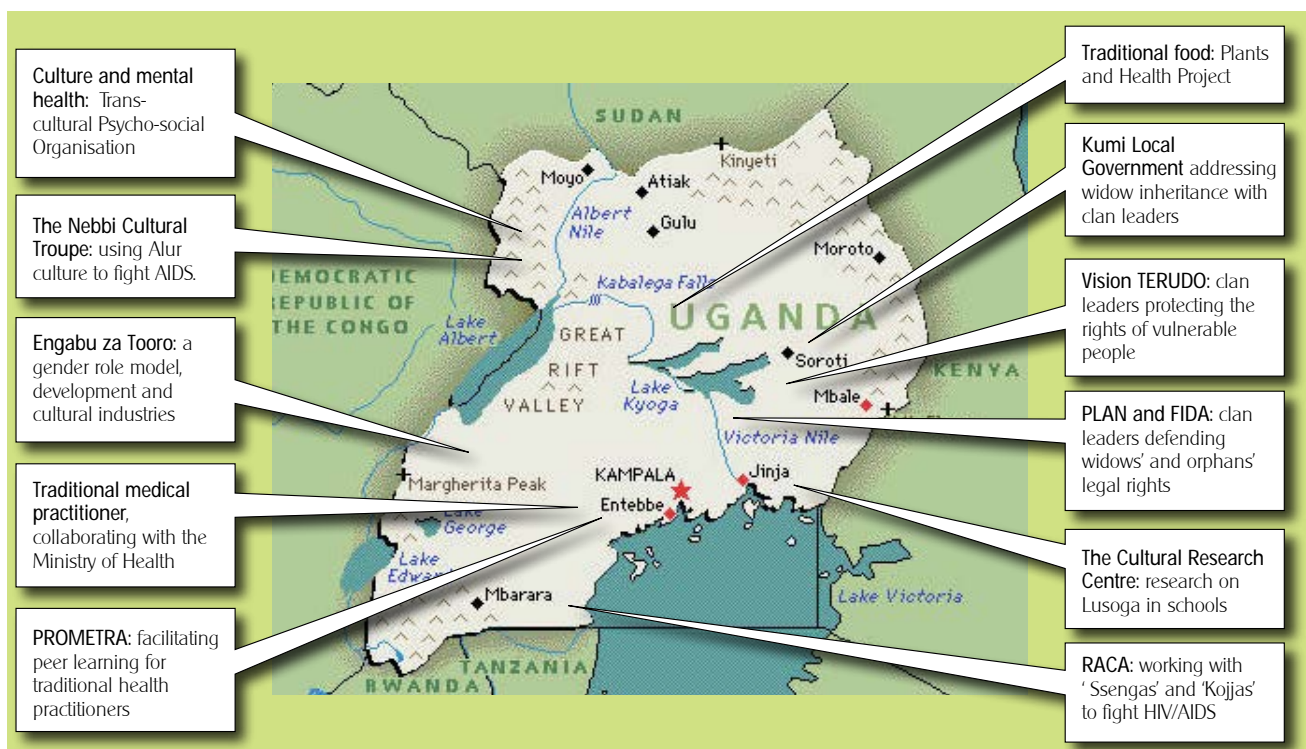 Culture and mental
health: Trans-
cultural Psycho-social
Organisation
The Nebbi Cultural
Troupe: using Alur
culture to fight AIDS.
Engabu za Tooro: a
gender role model,
development and
cultural industries
Traditional medical
practitioner,
collaborating with the
Ministry of Health
PROMETRA: facilitating
peer learning for
traditional health
practitioners
SUDAN
Kinyeti
Moyo
Atiak
Albert
Nile
Gulu
Moroto
DEMOCRATIC
REPUBLIC OF
THE CONGO
Kabalega Falls
UGANDA
Lake
Albert
GREAT
RIFT
VALLEY
Soroti
KENYA
Lake
Kyoga
Mbale
Victoria Nile
KAMPALA
Jinja
Margherita Peak
Entebbe
Lake
George
Lake
Mbarara
Lake Victoria
TANZANIA
RWANDA
Traditional food: Plants
and Health Project
Kumi Local
Government addressing
widow inheritance with
clan leaders
Vision TERUDO: clan
leaders protecting the
rights of vulnerable
people
PLAN and FIDA: clan
leaders defending
widows' and orphans'
legal rights
The Cultural Research
Centre: research on
Lusoga in schools
RACA: working with
‘ Ssengas’ and ‘Kojjas’
to fight HIV/AIDS